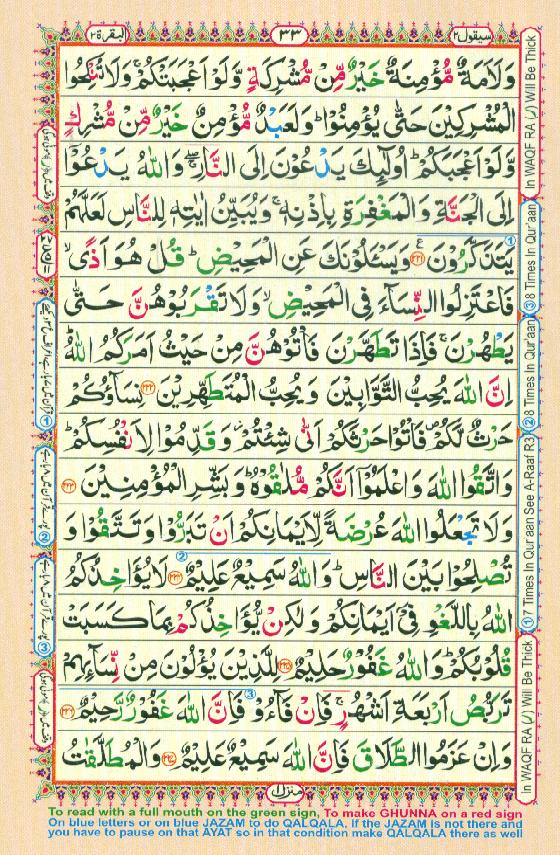 سيقول ٢
٣٣
البقرة ٢
وَلَاَمَةٌ مُّؤْمِنَةٌ خَيْرٌ مِّنْ مُّشْرِكَةٍ وَّلَوْ اَعْجَبَتْكُمْ ۚ وَلَا تُنْكِحُوا
الْمُشْرِكِيْنَ حَتّٰى يُؤْمِنُوْا ؕ وَلَعَبْدٌ مُّؤْمِنٌ خَيْرٌ مِّنْ مُّشْرِكٍ
وَّلَوْ اَعْجَبَكُمْ ؕ اُولٰٓئِكَ يَدْعُوْنَ اِلَى النَّارِ ۖۚ وَاللّٰهُ يَدْعُوْٓا
اِلَى الْجَنَّةِ وَالْمَغْفِرَةِ بِاِذْنِهٖ ۚ وَيُبَيِّنُ اٰيٰتِهٖ لِلنَّاسِ لَعَلَّهُمْ
يَتَذَكَّرُوْنَ ﴿٢٢١﴾ وَيَسْـَٔلُوْنَكَ عَنِ الْمَحِيْضِ ؕ قُلْ هُوَ اَذًى ۙ
فَاعْتَزِلُوا النِّسَآءَ فِى الْمَحِيْضِ ۙ وَلَا تَقْرَبُوْهُنَّ حَتّٰى
يَطْهُرْنَ ۚ فَاِذَا تَطَهَّرْنَ فَاْتُوْهُنَّ مِنْ حَيْثُ اَمَرَكُمُ اللّٰهُ ؕ
اِنَّ اللّٰهَ يُحِبُّ التَّوَّابِيْنَ وَيُحِبُّ الْمُتَطَهِّرِيْنَ ﴿٢٢٢﴾ نِسَآؤُكُمْ
حَرْثٌ لَّكُمْ ۪ فَاْتُوْا حَرْثَكُمْ اَنّٰى شِئْتُمْ ۫ وَقَدِّمُوْا لِاَنْفُسِكُمْ ؕ
وَاتَّقُوا اللّٰهَ وَاعْلَمُوْٓا اَنَّكُمْ مُّلٰقُوْهُ ؕ وَبَشِّرِ الْمُؤْمِنِيْنَ ﴿٢٢٣﴾
وَلَا تَجْعَلُوا اللّٰهَ عُرْضَةً لِّاَيْمَانِكُمْ اَنْ تَبَرُّوْا وَتَتَّقُوْا وَ
تُصْلِحُوْا بَيْنَ النَّاسِ ؕ وَاللّٰهُ سَمِيْعٌ عَلِيْمٌ ﴿٢٢٤﴾ لَا يُؤَاخِذُكُمُ
اللّٰهُ بِاللَّغْوِ فِىْٓ اَيْمَانِكُمْ وَلٰكِنْ يُّؤَاخِذُكُمْ بِمَا كَسَبَتْ
قُلُوْبُكُمْ ؕ وَاللّٰهُ غَفُوْرٌ حَلِيْمٌ ﴿٢٢٥﴾ لِلَّذِيْنَ يُؤْلُوْنَ مِنْ نِّسَآئِهِمْ
تَرَبُّصُ اَرْبَعَةِ اَشْهُرٍ ۚ فَاِنْ فَآءُوْ فَاِنَّ اللّٰهَ غَفُوْرٌ رَّحِيْمٌ ﴿٢٢٦﴾
وَاِنْ عَزَمُوا الطَّلَاقَ فَاِنَّ اللّٰهَ سَمِيْعٌ عَلِيْمٌ ﴿٢٢٧﴾ وَالْمُطَلَّقٰتُ
منزل ١
In WAQF RA (ر) Will Be Thick
③ 8 Times In Qur'aan
② 8 Times In Qur'aan See A-Raaf R3
① 7 Times In Qur'aan
In WAQF RA (ر) Will Be Thick
To read with a full mouth on the green sign, To make GHUNNA on a red sign
On blue letters or on blue JAZAM to do QALQALA, If the JAZAM is not there and
you have to pause on that AYAT so in that condition make QALQALA there as well